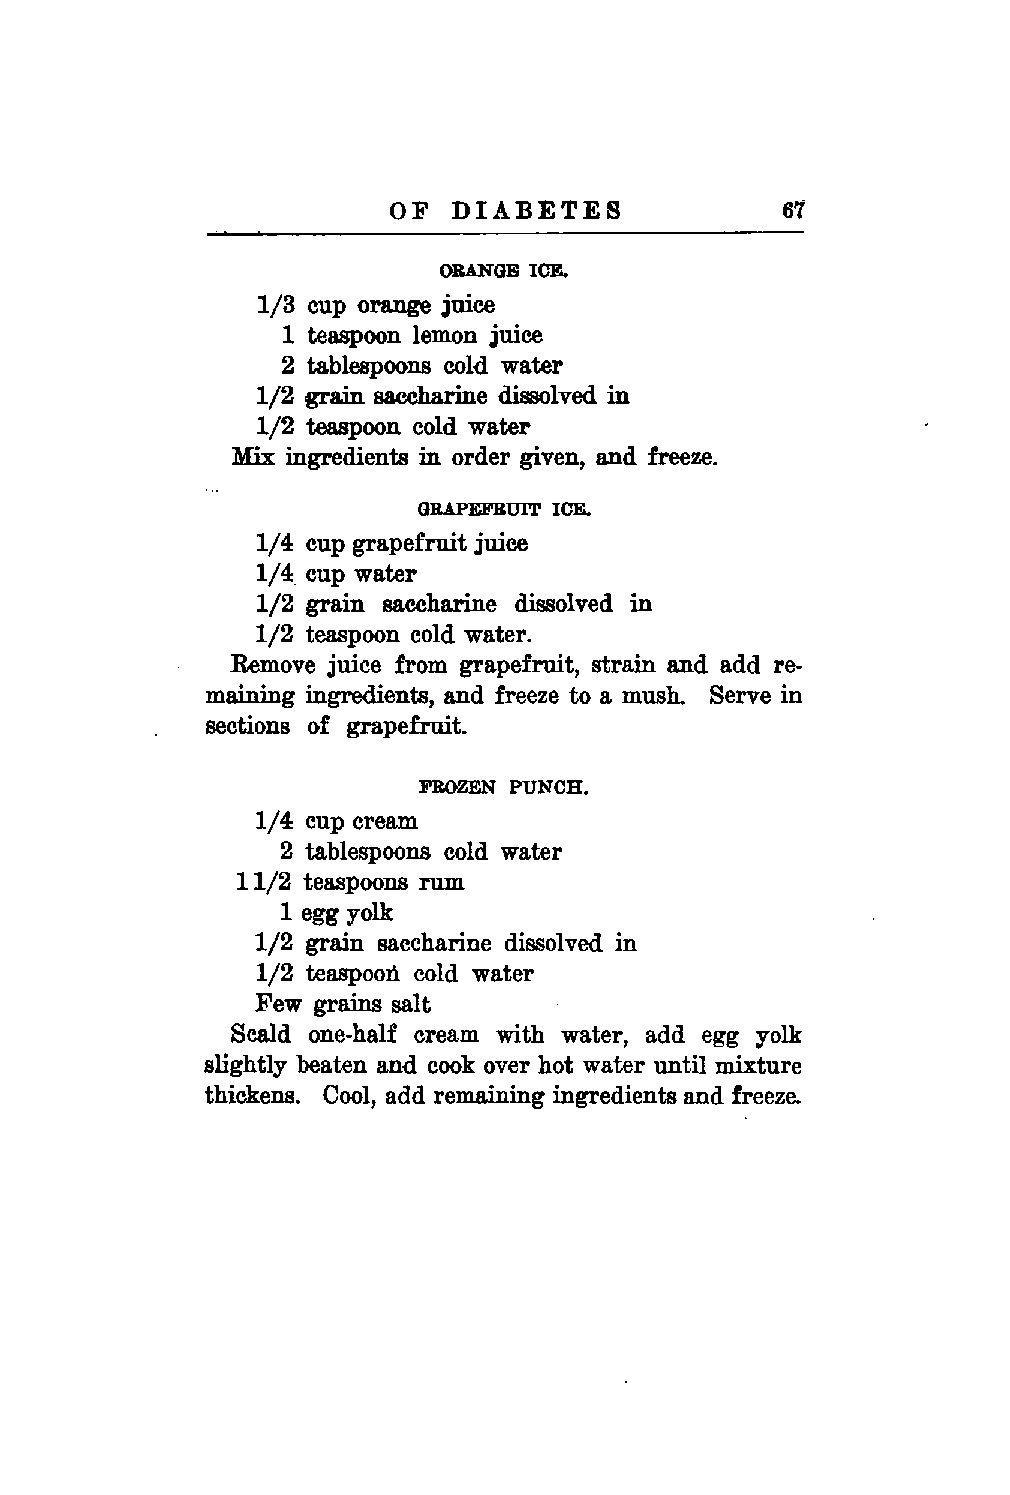 OF DIABETES 67
ORANGE ICE.
1/3 cup orange juice
1 teaspoon lemon juice
2 tablespoons cold water
1/2 grain saccharine dissolved in
1/2 teaspoon cold water
Mix ingredients in order given, and freeze.
GRAPEFRUIT ICE.
1/4 cup grapefruit juice
1/4 cup water
1/2 grain saccharine dissolved in
1/2 teaspoon cold water.
Remove juice from grapefruit, strain and add re-
maining ingredients, and freeze to a mush. Serve in
sections of grapefruit.
FROZEN PUNCH.
1/4 cup cream
2 tablespoons cold water
1 1/2 teaspoons rum
1 egg yolk
1/2 grain saccharine dissolved in
1/2 teaspoon cold water
Few grains salt
Scald one-half cream with water, add egg yolk
slightly beaten and cook over hot water until mixture
thickens. Cool, add remaining ingredients and freeze.